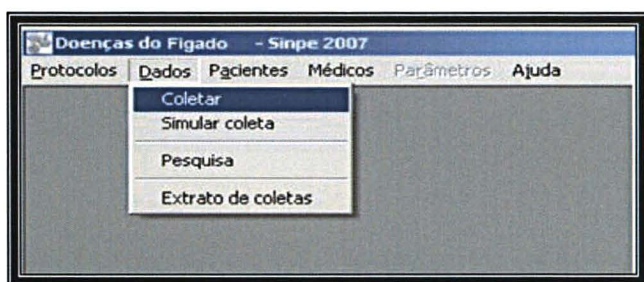 Doenças do Figado - Sinpe 2007
Protocolos Dados Pacientes Médicos Parâmetros Ajuda
Coletar
Simular coleta
Pesquisa
Extrato de coletas